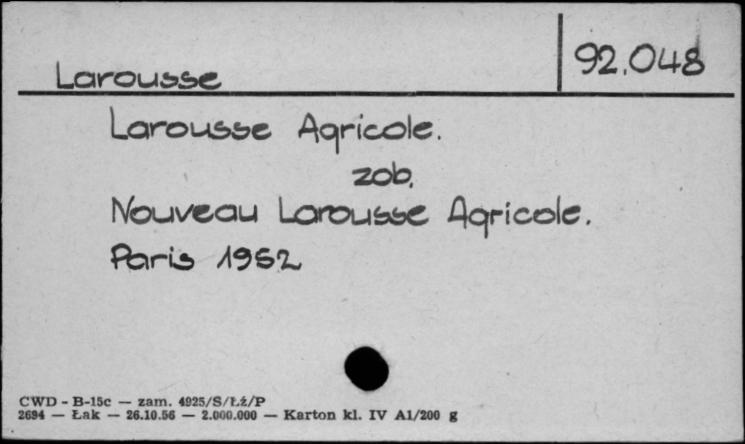 Larousse
92.048
Larousse Agricole.
zob.
Nouveau Larousse Agricole.
Paris 1952
CWD - B-15c — zam. 4925/S/Łź/P
2694 — Łak — 26.10.56 — 2.000.000 — Karton kl. IV A1/200 g